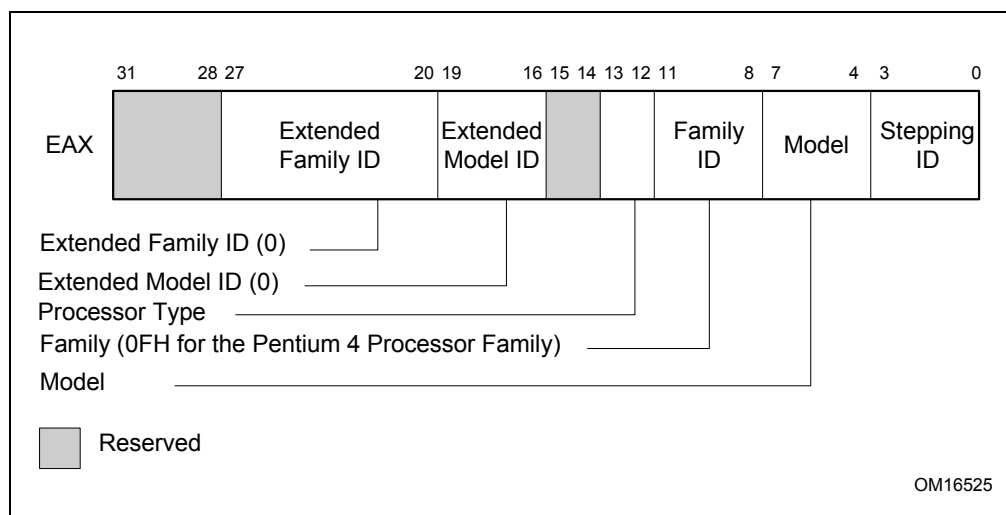 31 28 27 20 19 16 15 14 13 12 11 8 7 4 3 0
EAX
Extended Family ID
Extended Model ID
Family ID
Model
Stepping ID
Extended Family ID (0)
Extended Model ID (0)
Processor Type
Family (0FH for the Pentium 4 Processor Family)
Model
Reserved
OM16525